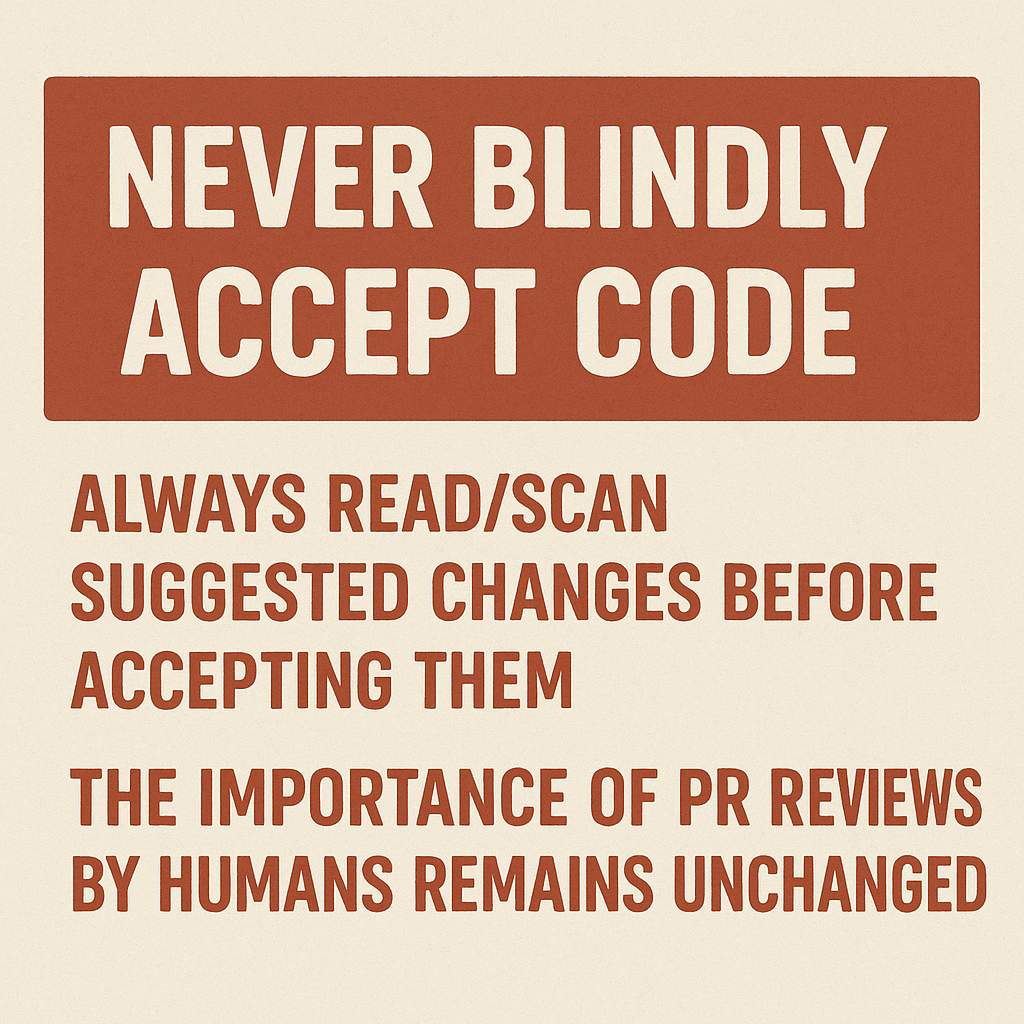 NEVER BLINDLY
ACCEPT CODE
ALWAYS READ/SCAN
SUGGESTED CHANGES BEFORE
ACCEPTING THEM
THE IMPORTANCE OF PR REVIEWS
BY HUMANS REMAINS UNCHANGED